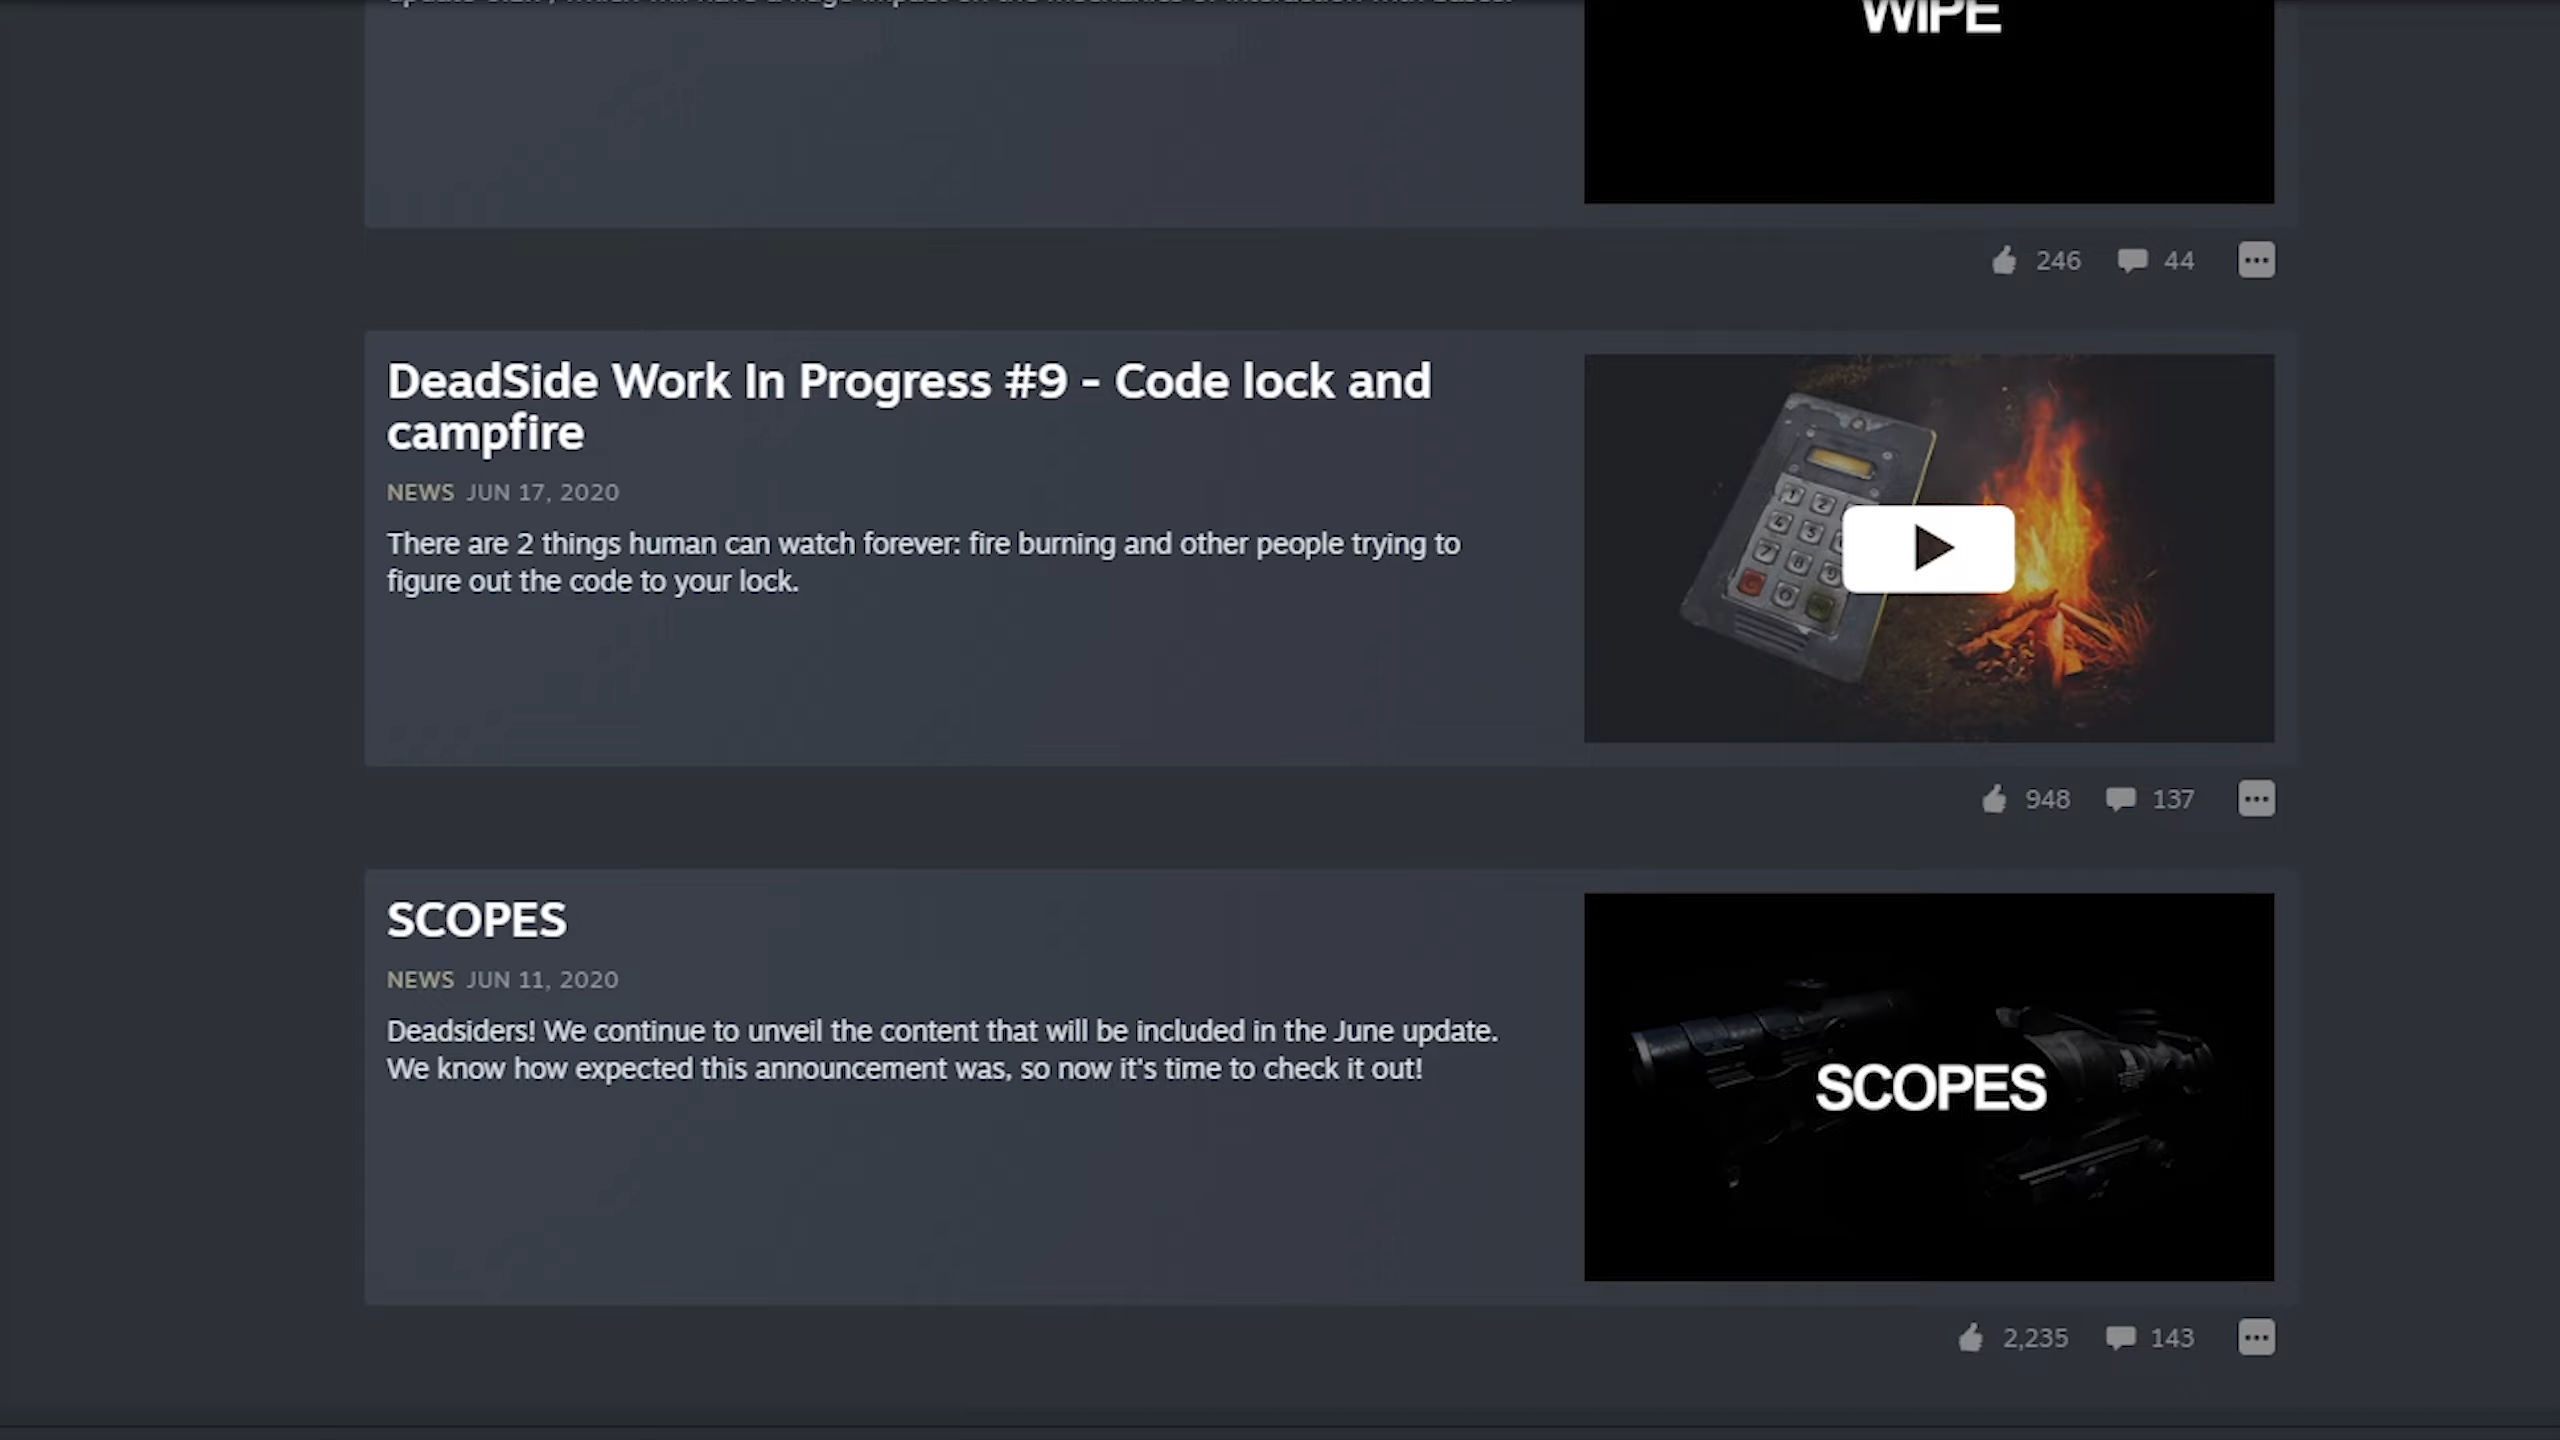 WIPE
246 44
DeadSide Work In Progress #9 - Code lock and
campfire
NEWS JUN 17, 2020
There are 2 things human can watch forever: fire burning and other people trying to
figure out the code to your lock.
948 137
SCOPES
NEWS JUN 11, 2020
Deadsiders! We continue to unveil the content that will be included in the June update.
We know how expected this announcement was, so now it's time to check it out!
SCOPES
2,235 143